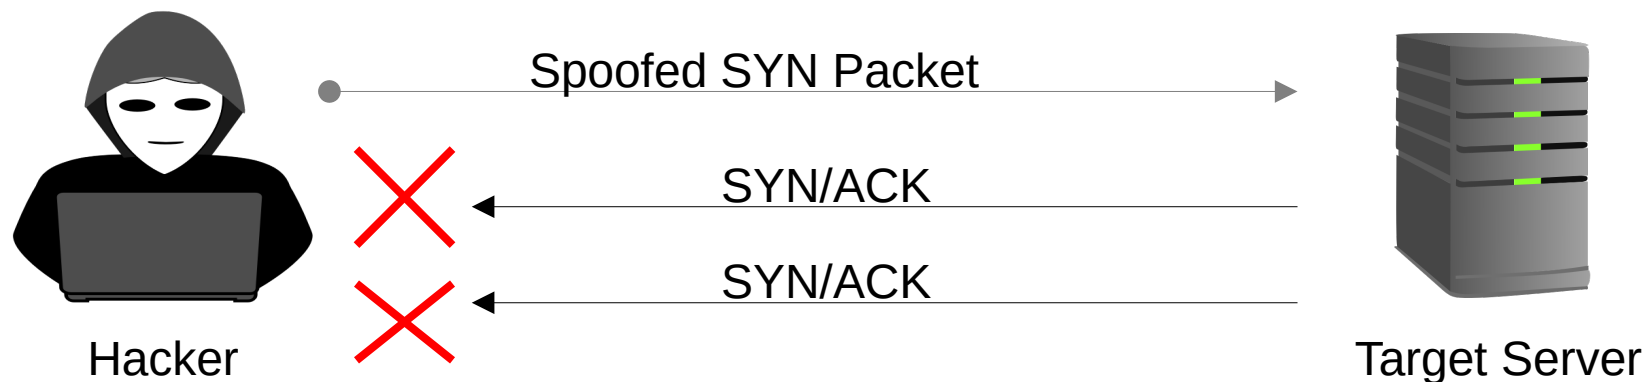 Spoofed SYN Packet
SYN/ACK
SYN/ACK
Hacker
Target Server